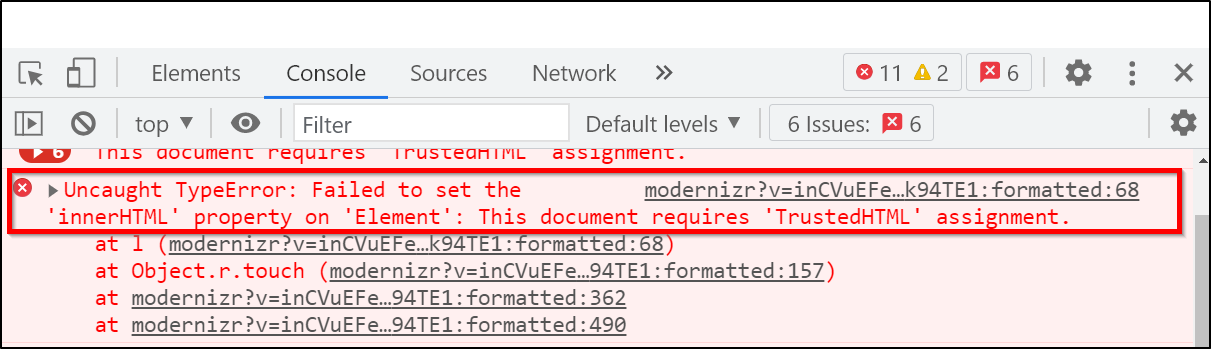 Elements Console Sources Network » 11 2 6
top ▼ Filter Default levels ▼ 6 Issues: 6
6 This document requires 'TrustedHTML' assignment.
▶Uncaught TypeError: Failed to set the modernizr?v=inCVuEFe…k94TE1:formatted:68
'innerHTML' property on 'Element': This document requires 'TrustedHTML' assignment.
at l (modernizr?v=inCVuEFe…k94TE1:formatted:68)
at Object.r.touch (modernizr?v=inCVuEFe…94TE1:formatted:157)
at modernizr?v=inCVuEFe…94TE1:formatted:362
at modernizr?v=inCVuEFe…94TE1:formatted:490